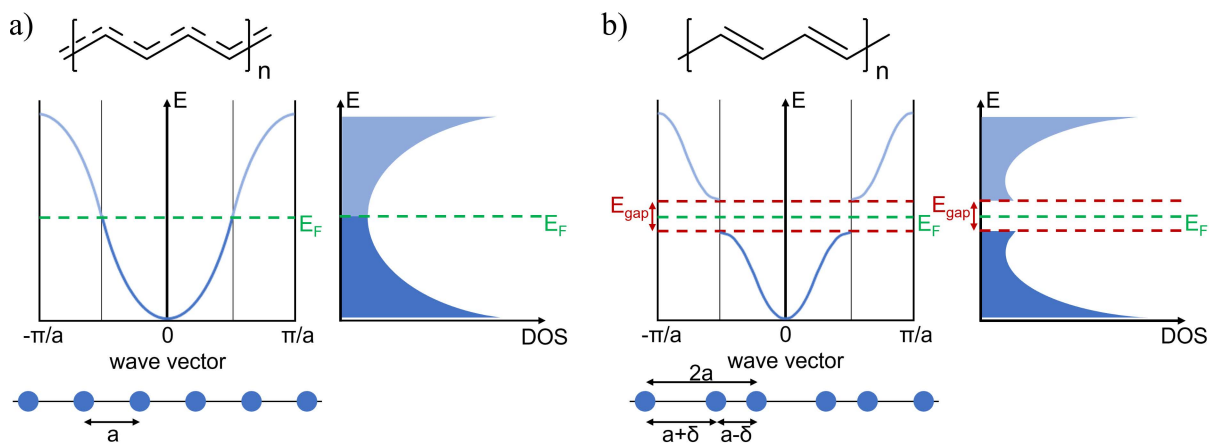 a)
n
E
E_F
E_F
-π/a
0
π/a
DOS
wave vector
a
b)
n
E
E_gap
E_F
E_gap
E_F
-π/a
0
π/a
DOS
wave vector
2a
a+δ
a-δ